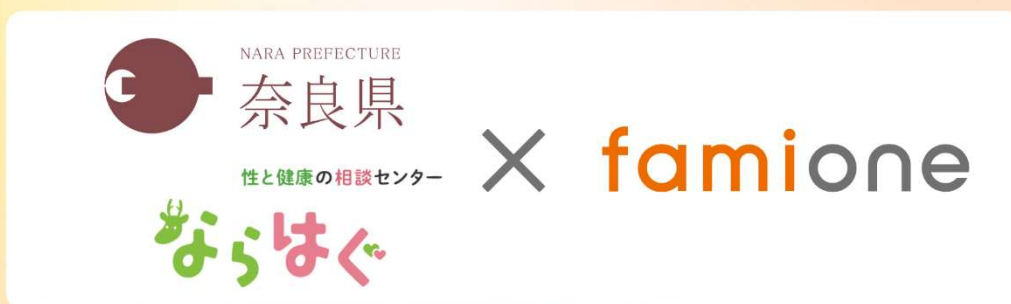 NARA PREFECTURE
奈良県
性と健康の相談センター
ならはぐ
×
famione